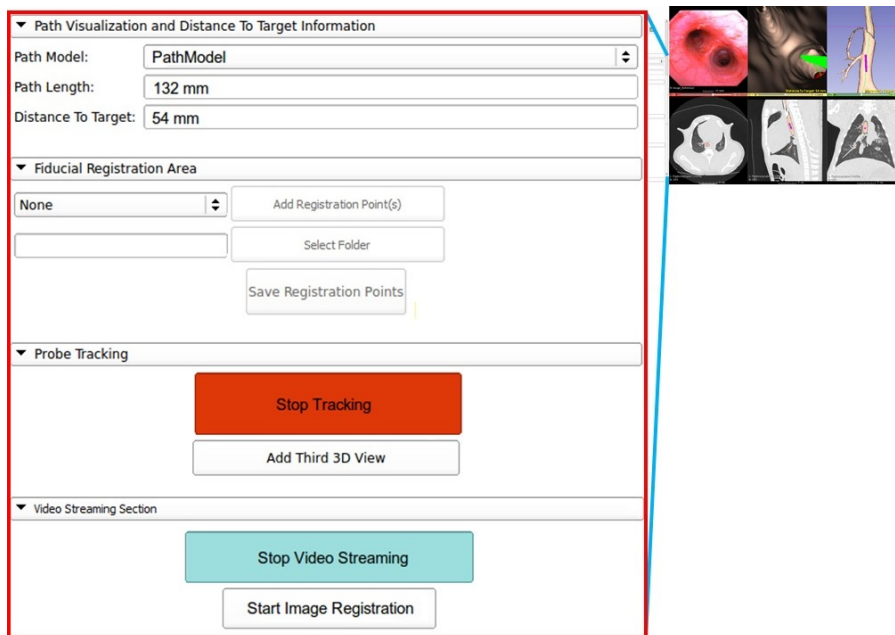 Path Visualization and Distance To Target Information
Path Model: PathModel
Path Length: 132 mm
Distance To Target: 54 mm
Fiducial Registration Area
None Add Registration Point(s)
Select Folder
Save Registration Points
Probe Tracking
Stop Tracking
Add Third 3D View
Video Streaming Section
Stop Video Streaming
Start Image Registration